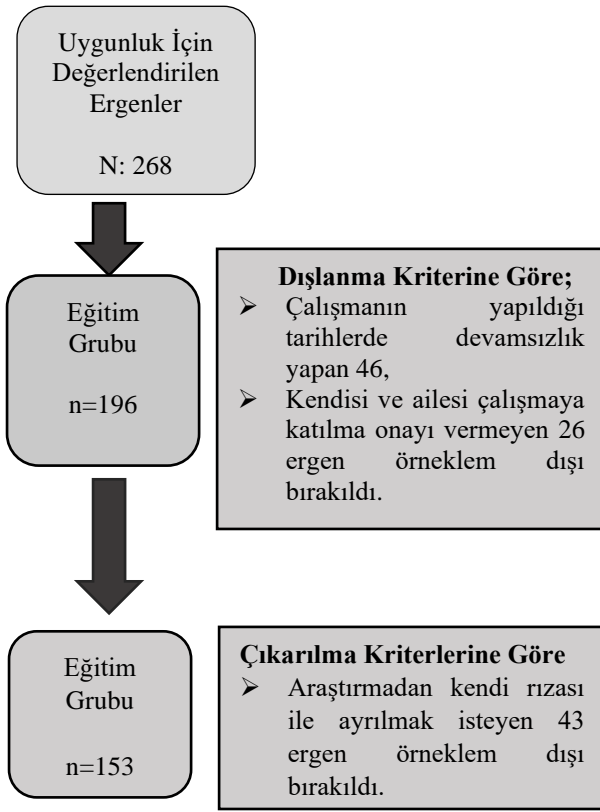 Uygunluk İçin
Değerlendirilen
Ergenler
N: 268
Eğitim
Grubu
n=196
Dışlanma Kriterine Göre;
➢ Çalışmanın yapıldığı
tarihlerde devamsızlık
yapan 46,
➢ Kendisi ve ailesi çalışmaya
katılma onayı vermeyen 26
ergen örneklem dışı
bırakıldı.
Eğitim
Grubu
n=153
Çıkarılma Kriterlerine Göre
➢ Araştırmadan kendi rızası
ile ayrılmak isteyen 43
ergen örneklem dışı
bırakıldı.